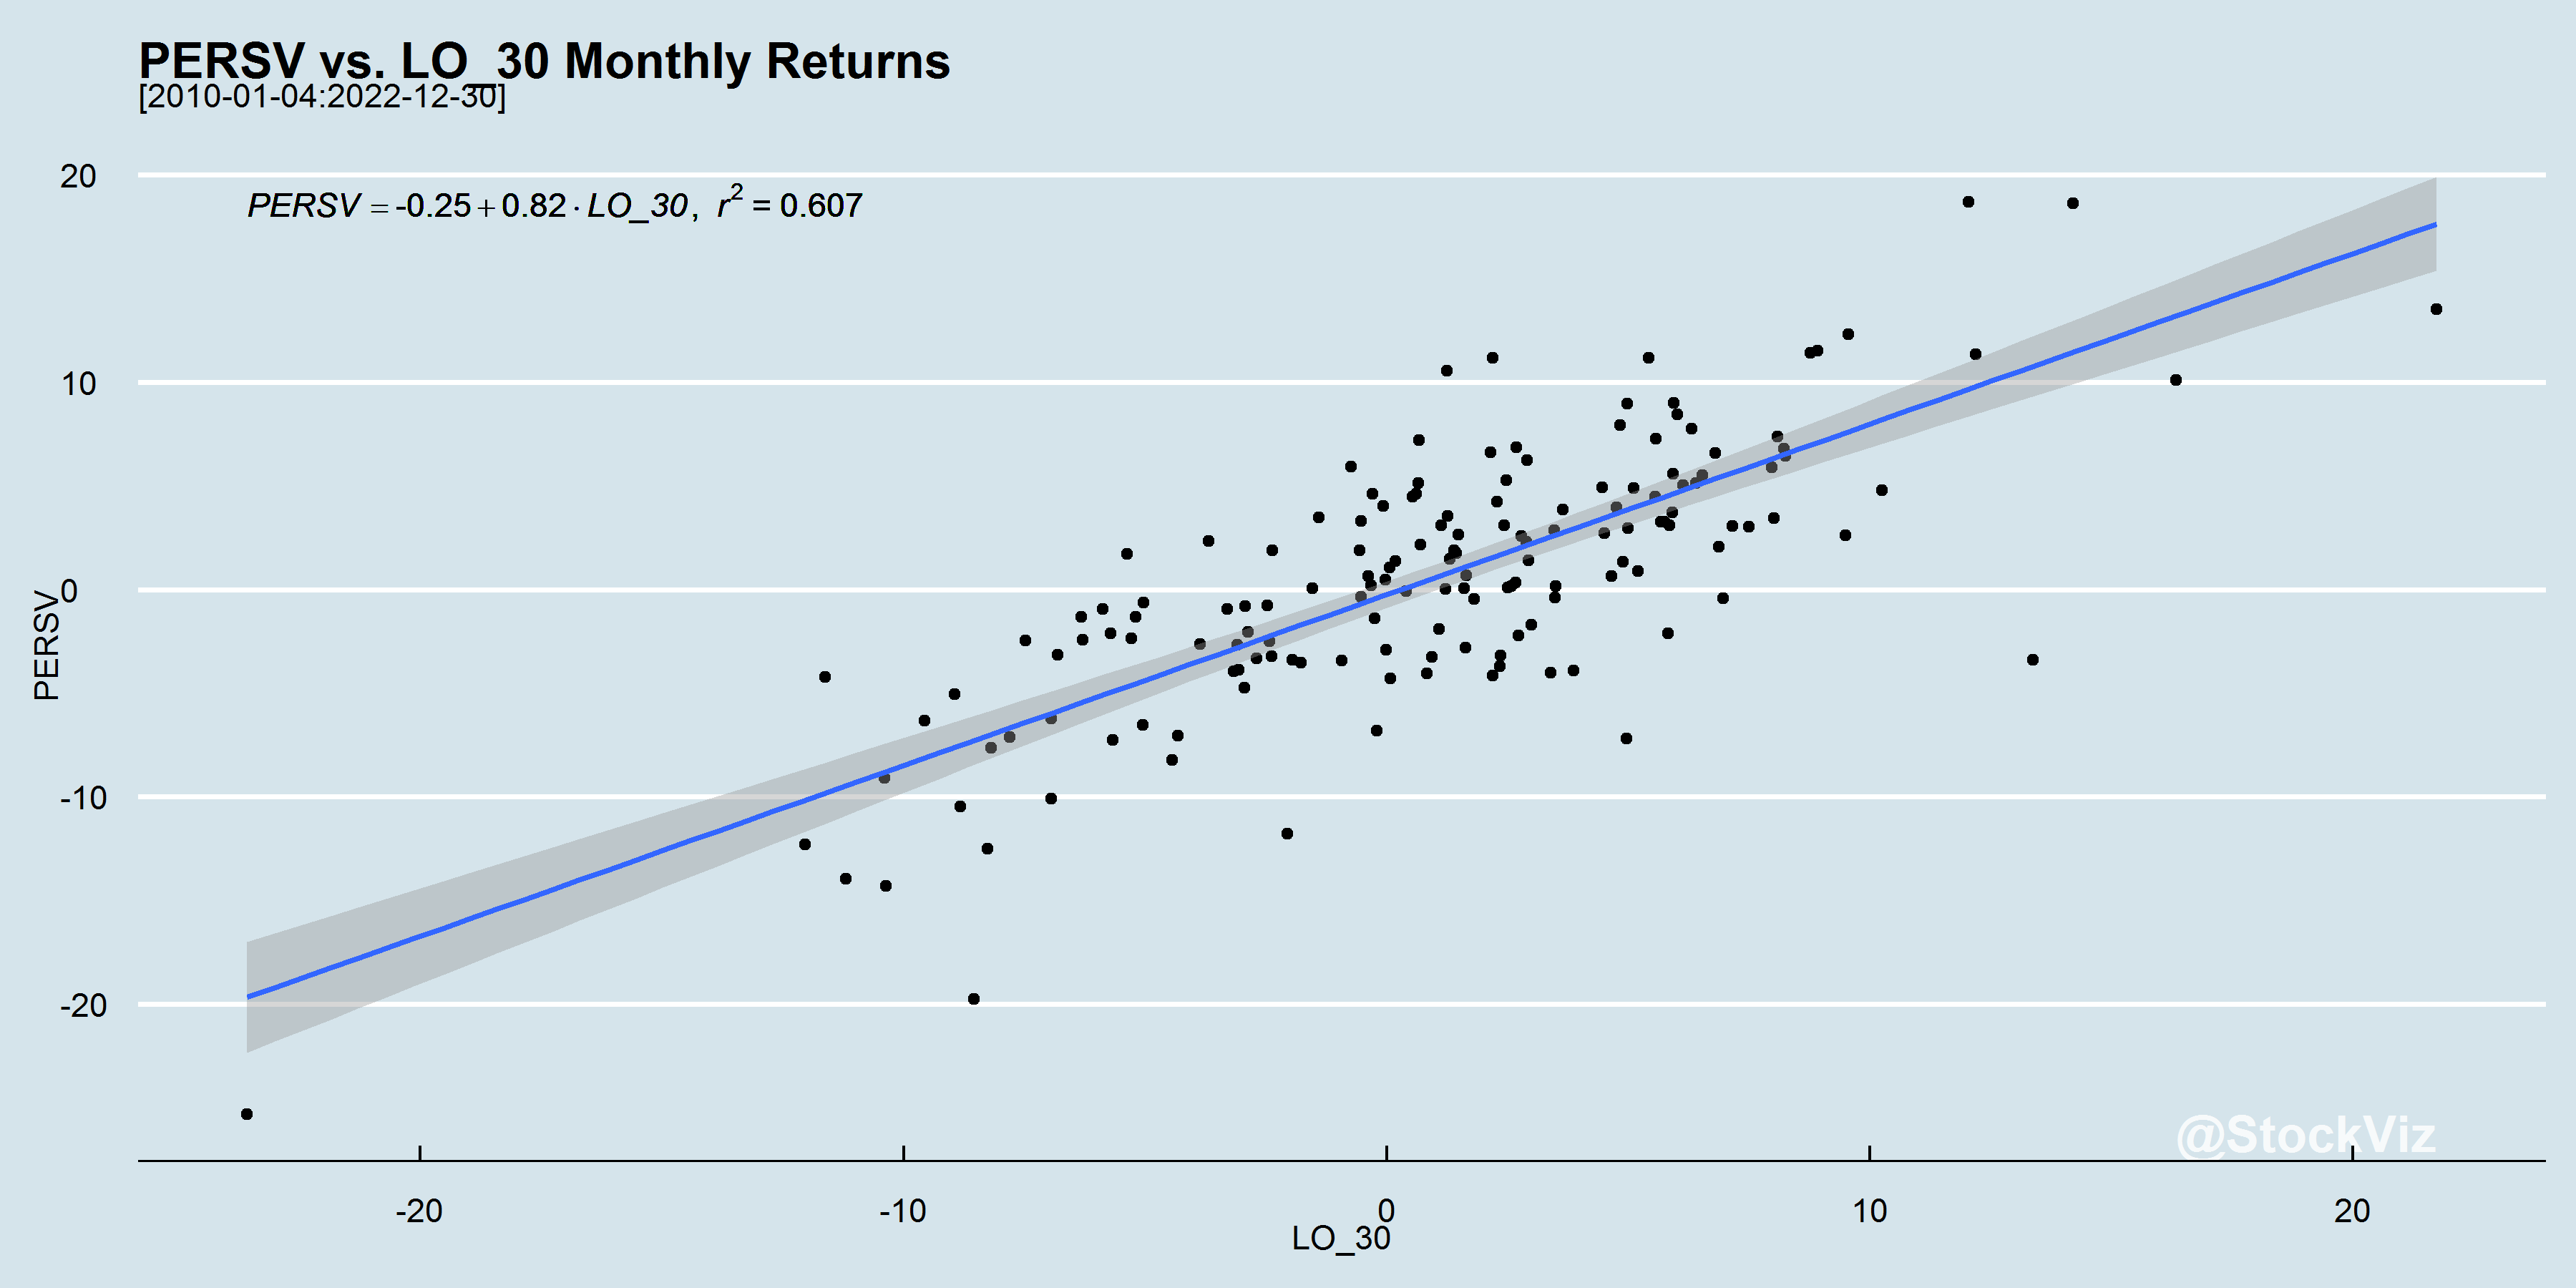 PERSV vs. LO_30 Monthly Returns
[2010-01-04:2022-12-30]
PERSV = -0.25 + 0.82 · LO_30, r² = 0.607
20
10
0
-10
-20
PERSV
-20 -10 0 10 20
LO_30
@StockViz